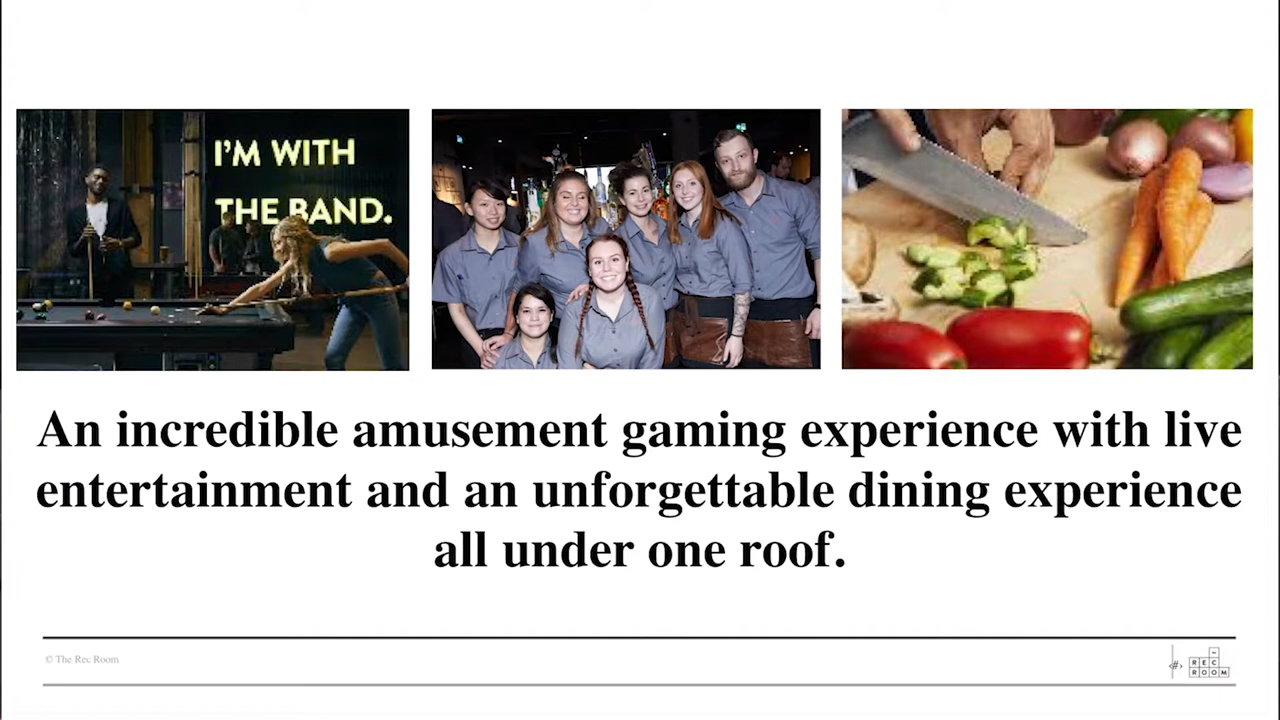 I'M WITH
THE BAND.
An incredible amusement gaming experience with live
entertainment and an unforgettable dining experience
all under one roof.
© The Rec Room
<#>
REC
ROOM